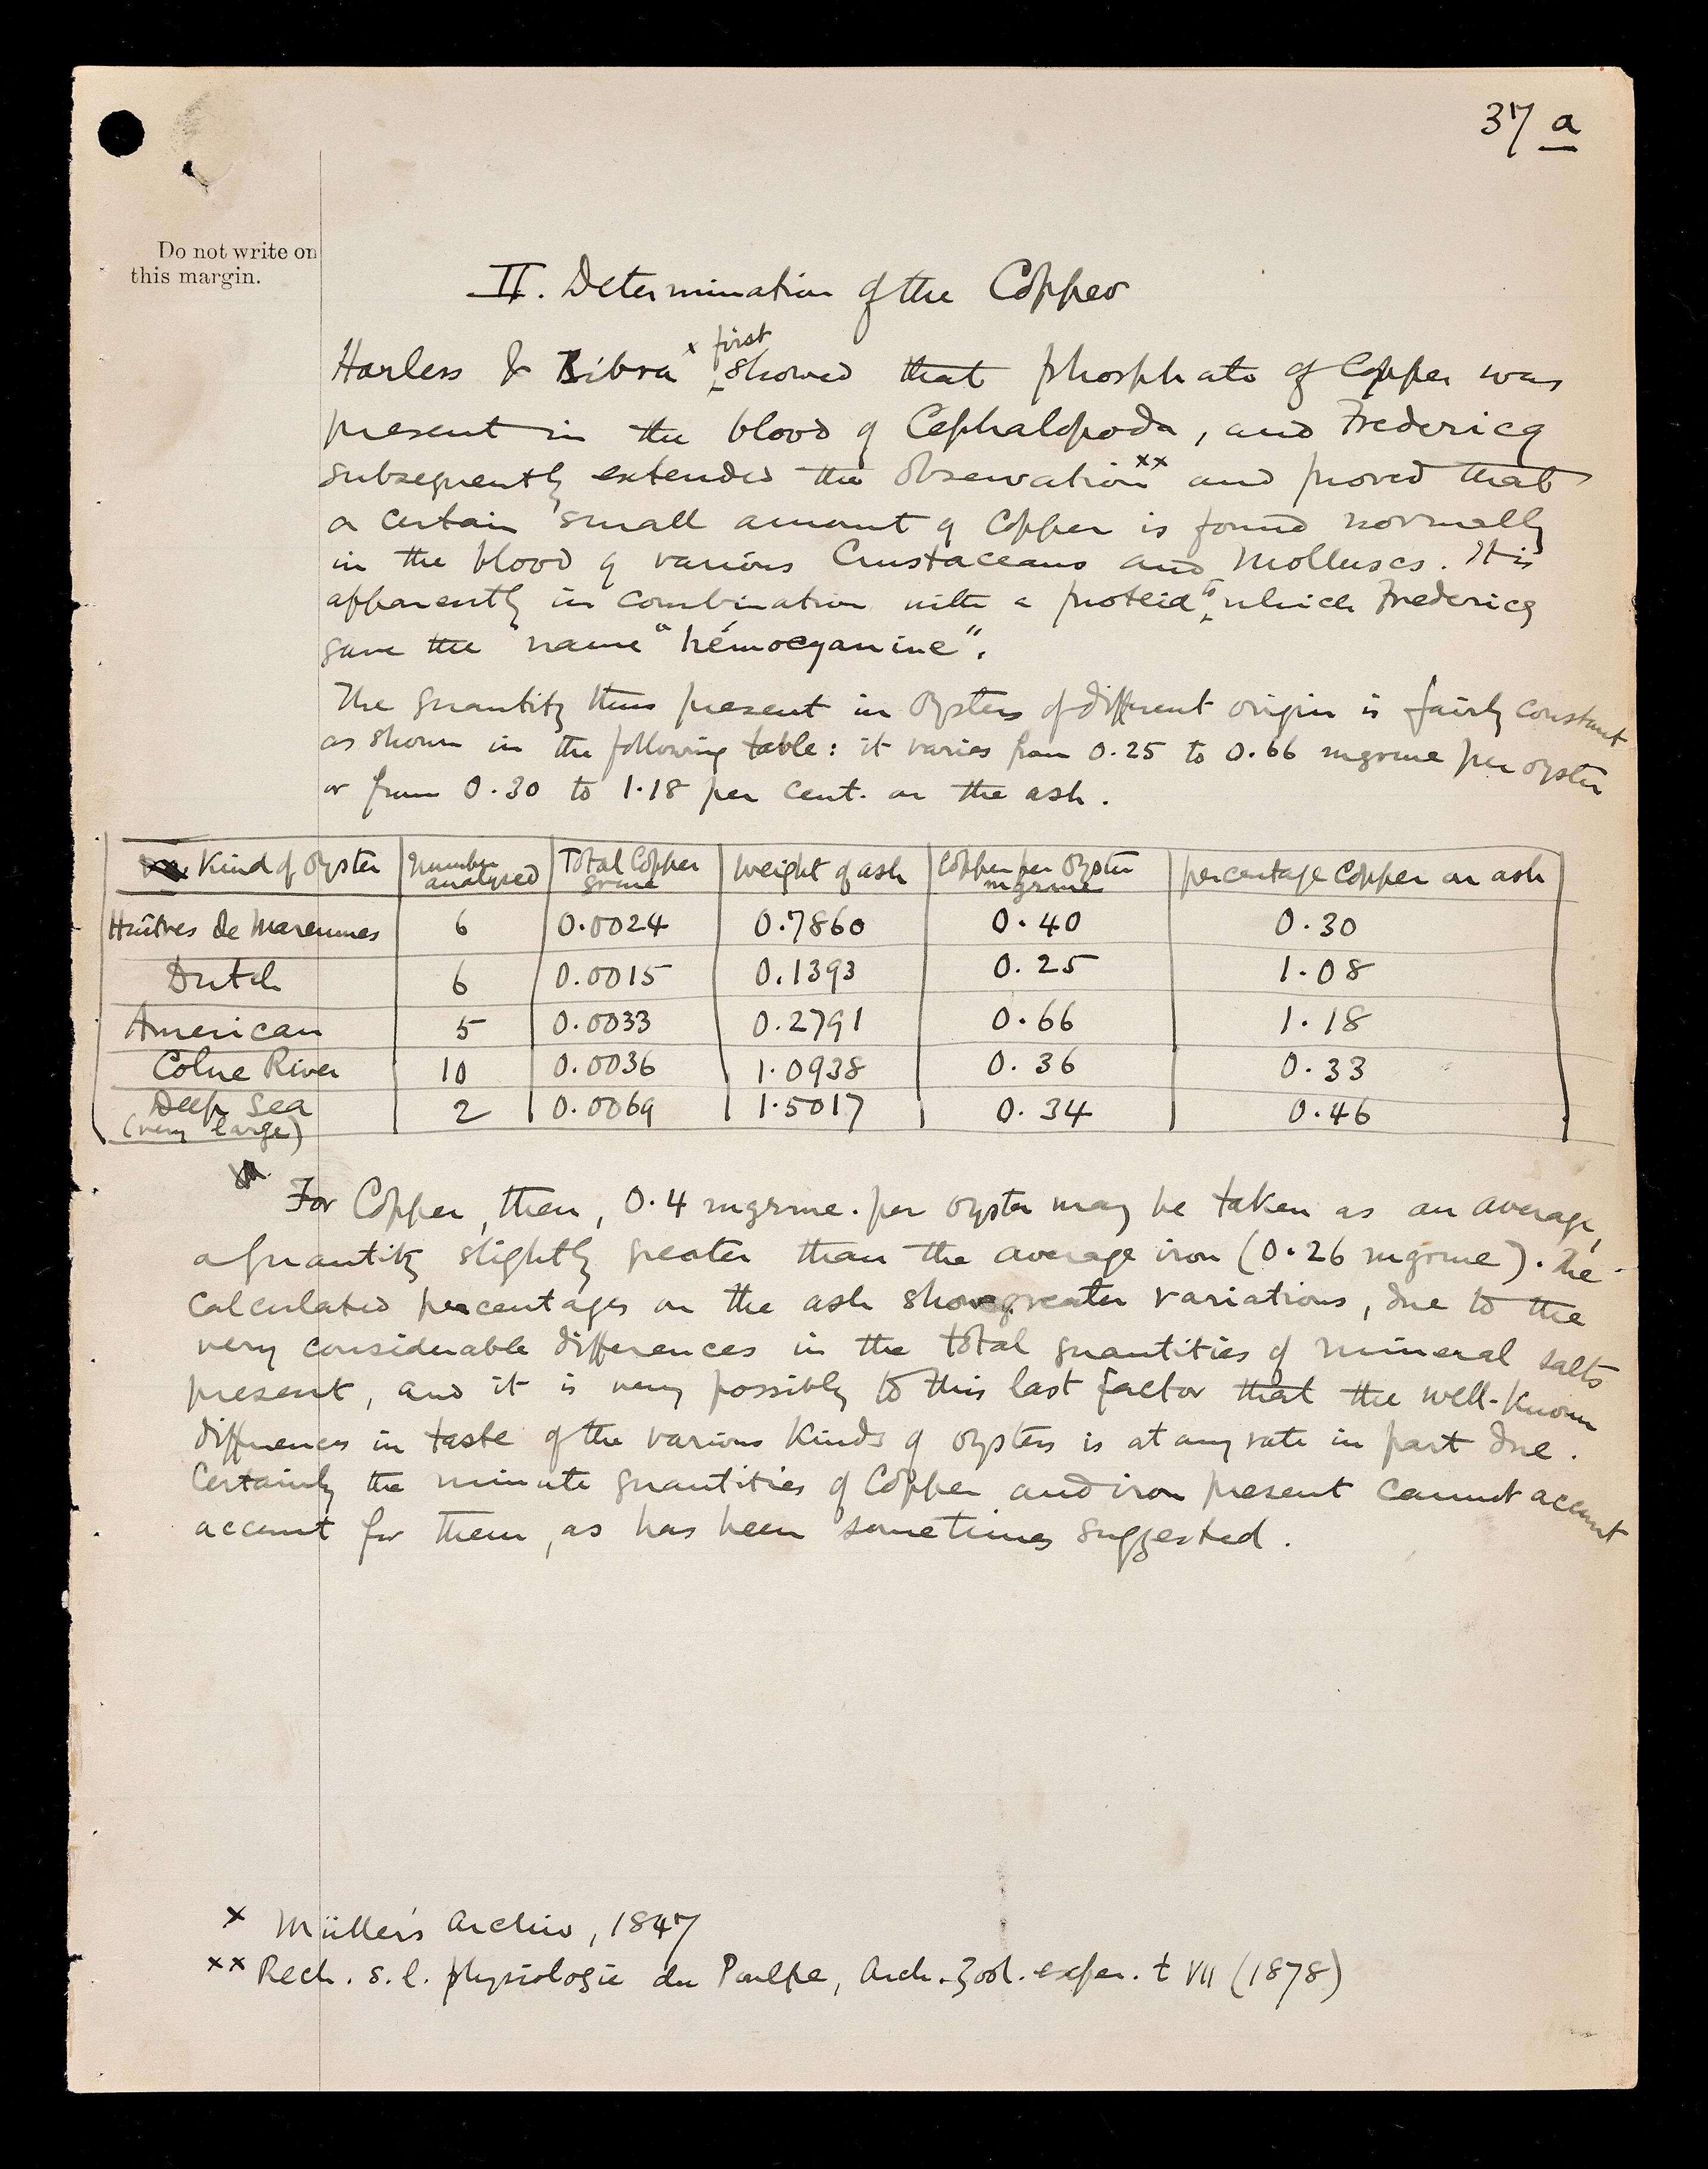 37 a
Do not write on
this margin.
II. Determination of the Copper
Harless & Bibra x first showed that phosphate of Copper was
present in the blood of Cephalopoda, and Fredericq
subsequently extended the observation xx and proved that
a certain small amount of Copper is found normally
in the blood of various Crustaceans and Molluscs. It is
apparently in combination with a proteid to which Fredericq
gave the name "hémocyanine".
The quantity thus present in Oysters of different origin is fairly constant
as shown in the following table: it varies from 0.25 to 0.66 mgrme per oyster
or from 0.30 to 1.18 per cent. on the ash.
Kind of Oyster | Number analysed | Total Copper grme | Weight of ash | Copper per Oyster mgrme | percentage Copper on ash
Huîtres de Marennes | 6 | 0.0024 | 0.7860 | 0.40 | 0.30
Dutch | 6 | 0.0015 | 0.1393 | 0.25 | 1.08
American | 5 | 0.0033 | 0.2791 | 0.66 | 1.18
Colne River | 10 | 0.0036 | 1.0938 | 0.36 | 0.33
Deep Sea (very large) | 2 | 0.0069 | 1.5017 | 0.34 | 0.46
For Copper, then, 0.4 mgrme. per oyster may be taken as an average,
a quantity slightly greater than the average iron (0.26 mgrme). The
calculated percentages on the ash show greater variations, due to the
very considerable differences in the total quantities of mineral salts
present, and it is very possibly to this last factor that the well-known
differences in taste of the various kinds of oysters is at any rate in part due.
Certainly the minute quantities of Copper and iron present cannot account
account for them, as has been sometimes suggested.
x Müller's Archiv, 1847
xx Rech. s. l. physiologie du Poulpe, Arch. Zool. exper. t VII (1878)